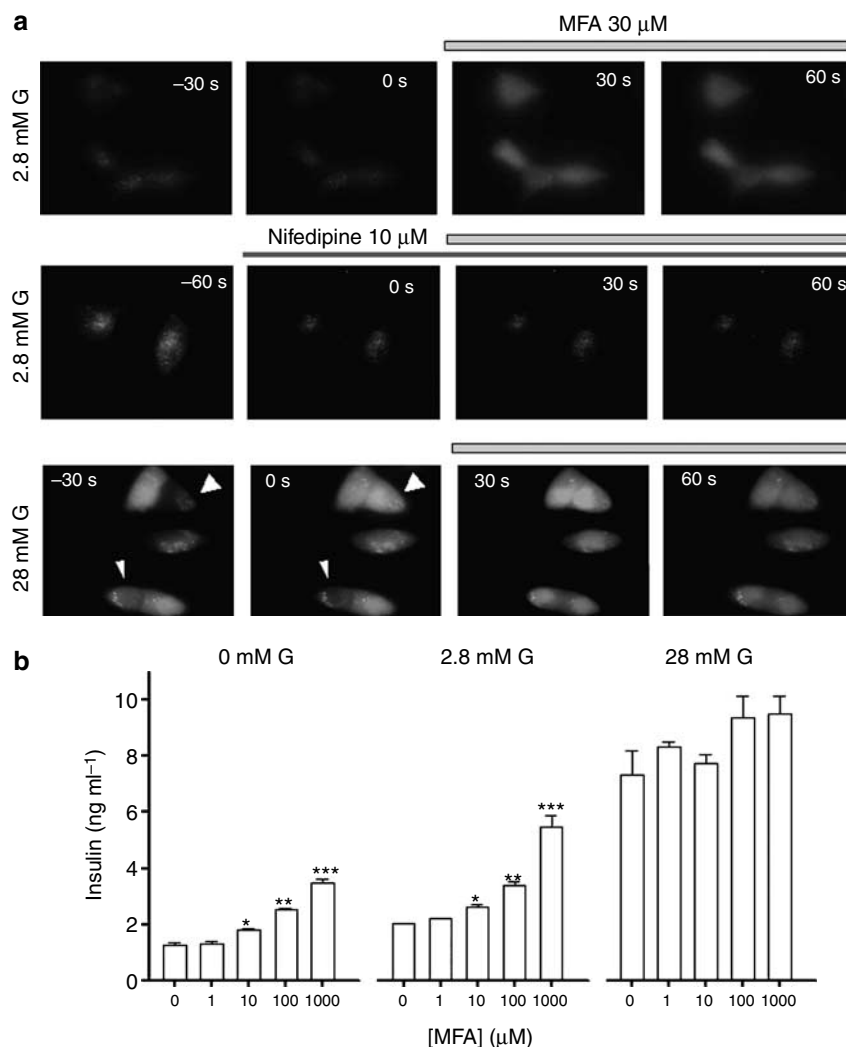 a
MFA 30 μM
2.8 mM G
–30 s
0 s
30 s
60 s
Nifedipine 10 μM
2.8 mM G
–60 s
0 s
30 s
60 s
28 mM G
–30 s
0 s
30 s
60 s
b
0 mM G
2.8 mM G
28 mM G
Insulin (ng ml⁻¹)
10
8
6
4
2
0
* ** ***
* ** ***
0 1 10 100 1000
0 1 10 100 1000
0 1 10 100 1000
[MFA] (μM)